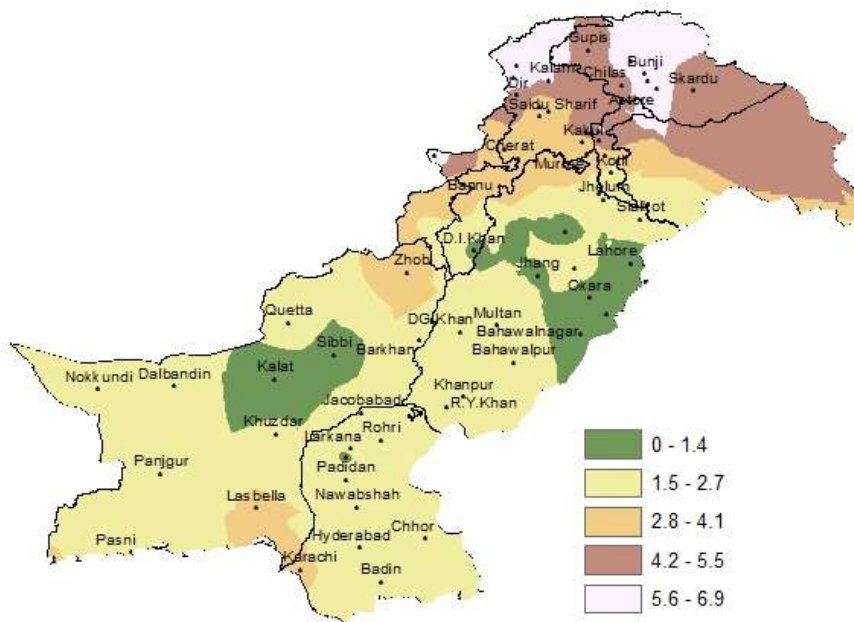 Gupis
Kalam
Bunji
Chilas
Skardu
Dir
Astore
Saidu Sharif
Kakul
Cherat
Murree
Kotli
Bannu
Jhelum
Sialkot
D.I.Khan
Lahore
Zhob
Jhang
Okara
Quetta
DG.Khan
Multan
Bahawalnagar
Sibbi
Barkhan
Bahawalpur
Kalat
Nokkundi
Dalbandin
Khanpur
Jacobabad
R.Y.Khan
Khuzdar
Larkana
Rohri
Panjgur
Padidan
Lasbella
Nawabshah
Pasni
Hyderabad
Chhor
Karachi
Badin
0 - 1.4
1.5 - 2.7
2.8 - 4.1
4.2 - 5.5
5.6 - 6.9